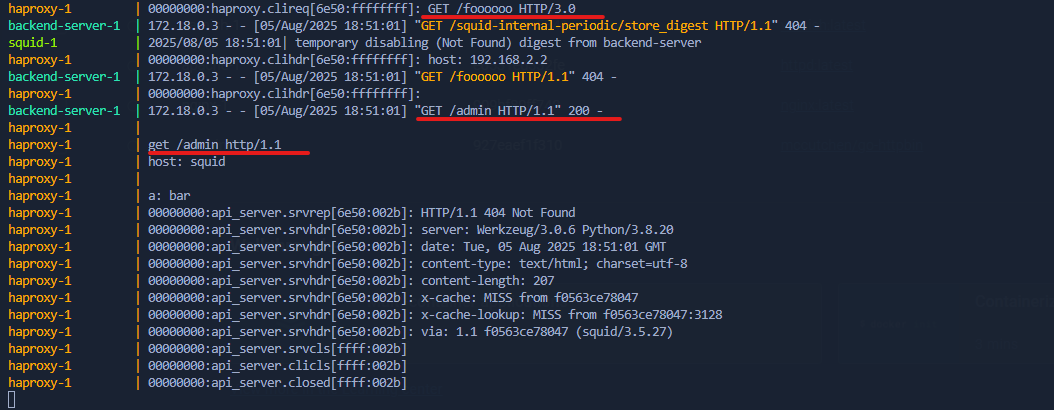 haproxy-1 | 00000000:haproxy.clireq[6e50:ffffffff]: GET /foooooo HTTP/3.0
backend-server-1 | 172.18.0.3 - - [05/Aug/2025 18:51:01] "GET /squid-internal-periodic/store_digest HTTP/1.1" 404 -
squid-1 | 2025/08/05 18:51:01| temporary disabling (Not Found) digest from backend-server
haproxy-1 | 00000000:haproxy.clihdr[6e50:ffffffff]: host: 192.168.2.2
backend-server-1 | 172.18.0.3 - - [05/Aug/2025 18:51:01] "GET /foooooo HTTP/1.1" 404 -
haproxy-1 | 00000000:haproxy.clihdr[6e50:ffffffff]:
backend-server-1 | 172.18.0.3 - - [05/Aug/2025 18:51:01] "GET /admin HTTP/1.1" 200 -
haproxy-1 |
haproxy-1 | get /admin http/1.1
haproxy-1 | host: squid
haproxy-1 |
haproxy-1 | a: bar
haproxy-1 | 00000000:api_server.srvrep[6e50:002b]: HTTP/1.1 404 Not Found
haproxy-1 | 00000000:api_server.srvhdr[6e50:002b]: server: Werkzeug/3.0.6 Python/3.8.20
haproxy-1 | 00000000:api_server.srvhdr[6e50:002b]: date: Tue, 05 Aug 2025 18:51:01 GMT
haproxy-1 | 00000000:api_server.srvhdr[6e50:002b]: content-type: text/html; charset=utf-8
haproxy-1 | 00000000:api_server.srvhdr[6e50:002b]: content-length: 207
haproxy-1 | 00000000:api_server.srvhdr[6e50:002b]: x-cache: MISS from f0563ce78047
haproxy-1 | 00000000:api_server.srvhdr[6e50:002b]: x-cache-lookup: MISS from f0563ce78047:3128
haproxy-1 | 00000000:api_server.srvhdr[6e50:002b]: via: 1.1 f0563ce78047 (squid/3.5.27)
haproxy-1 | 00000000:api_server.srvcls[ffff:002b]
haproxy-1 | 00000000:api_server.clicls[ffff:002b]
haproxy-1 | 00000000:api_server.closed[ffff:002b]